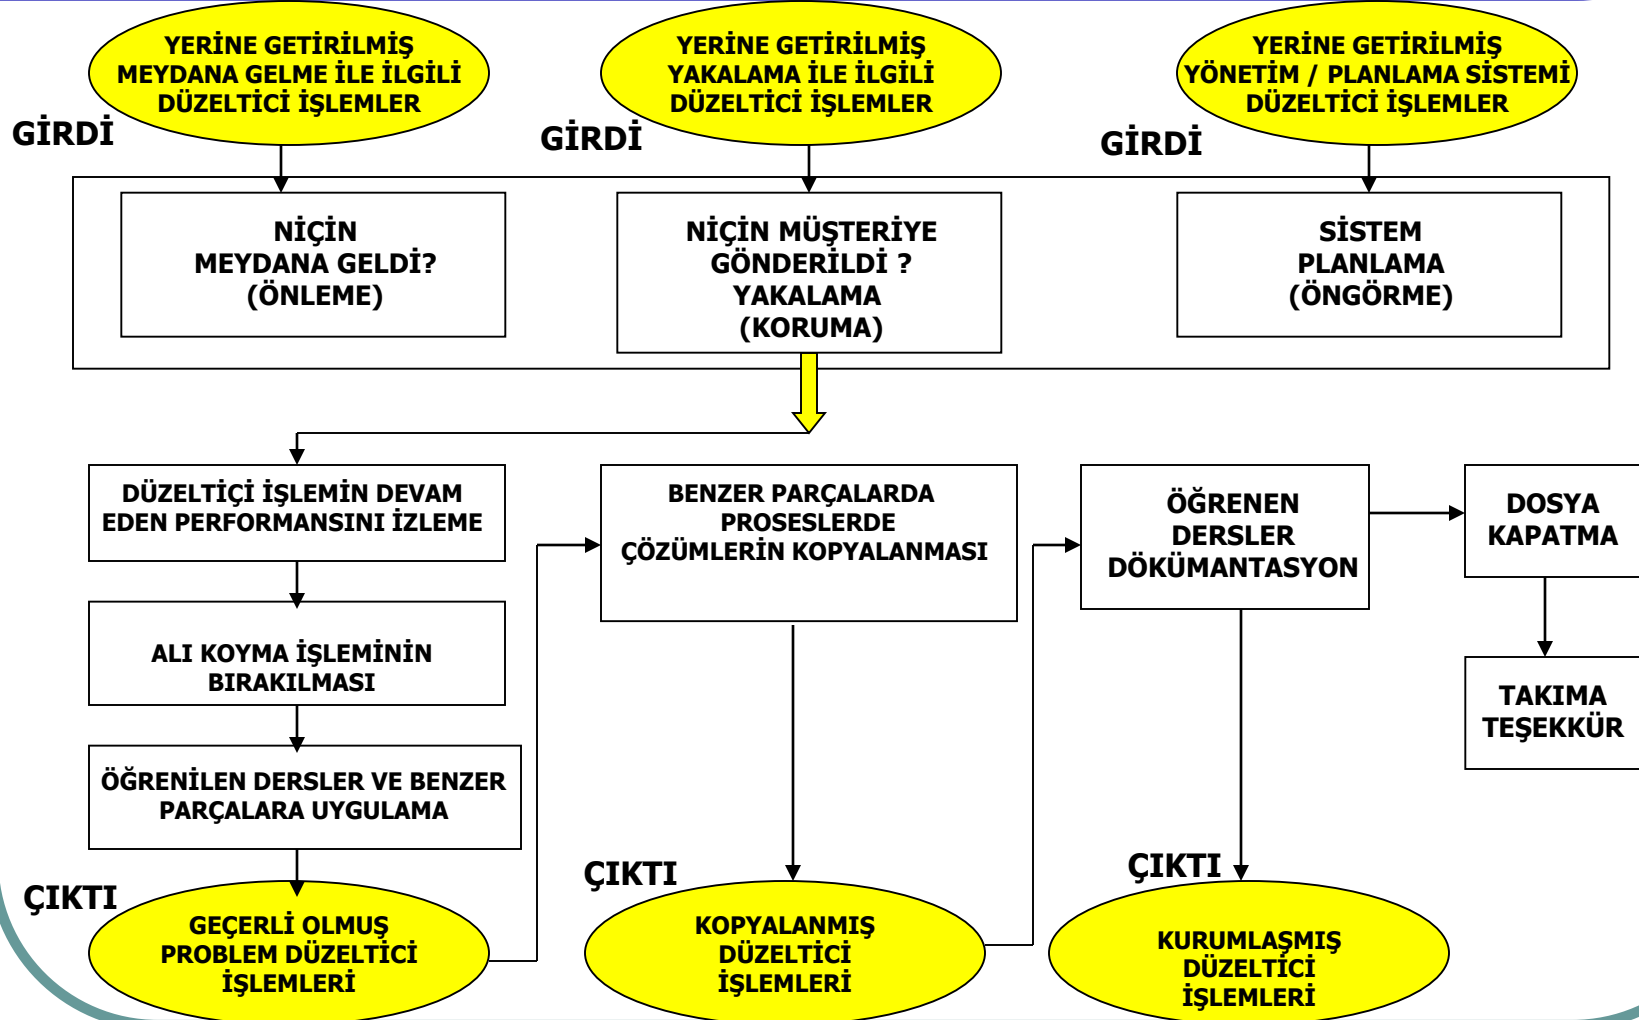 YERİNE GETİRİLMİŞ
MEYDANA GELME İLE İLGİLİ
DÜZELTİCİ İŞLEMLER
YERİNE GETİRİLMİŞ
YAKALAMA İLE İLGİLİ
DÜZELTİCİ İŞLEMLER
YERİNE GETİRİLMİŞ
YÖNETİM / PLANLAMA SİSTEMİ
DÜZELTİCİ İŞLEMLER
GİRDİ
GİRDİ
GİRDİ
NİÇİN
MEYDANA GELDİ?
(ÖNLEME)
NİÇİN MÜŞTERİYE
GÖNDERİLDİ ?
YAKALAMA
(KORUMA)
SİSTEM
PLANLAMA
(ÖNGÖRME)
DÜZELTİÇİ İŞLEMİN DEVAM
EDEN PERFORMANSINI İZLEME
ALI KOYMA İŞLEMİNİN
BIRAKILMASI
ÖĞRENİLEN DERSLER VE BENZER
PARÇALARA UYGULAMA
ÇIKTI
GEÇERLİ OLMUŞ
PROBLEM DÜZELTİCİ
İŞLEMLERİ
BENZER PARÇALARDA
PROSESLERDE
ÇÖZÜMLERİN KOPYALANMASI
ÇIKTI
KOPYALANMIŞ
DÜZELTİCİ
İŞLEMLERİ
ÖĞRENEN
DERSLER
DÖKÜMANTASYON
ÇIKTI
KURUMLAŞMIŞ
DÜZELTİCİ
İŞLEMLERİ
DOSYA
KAPATMA
TAKIMA
TEŞEKKÜR